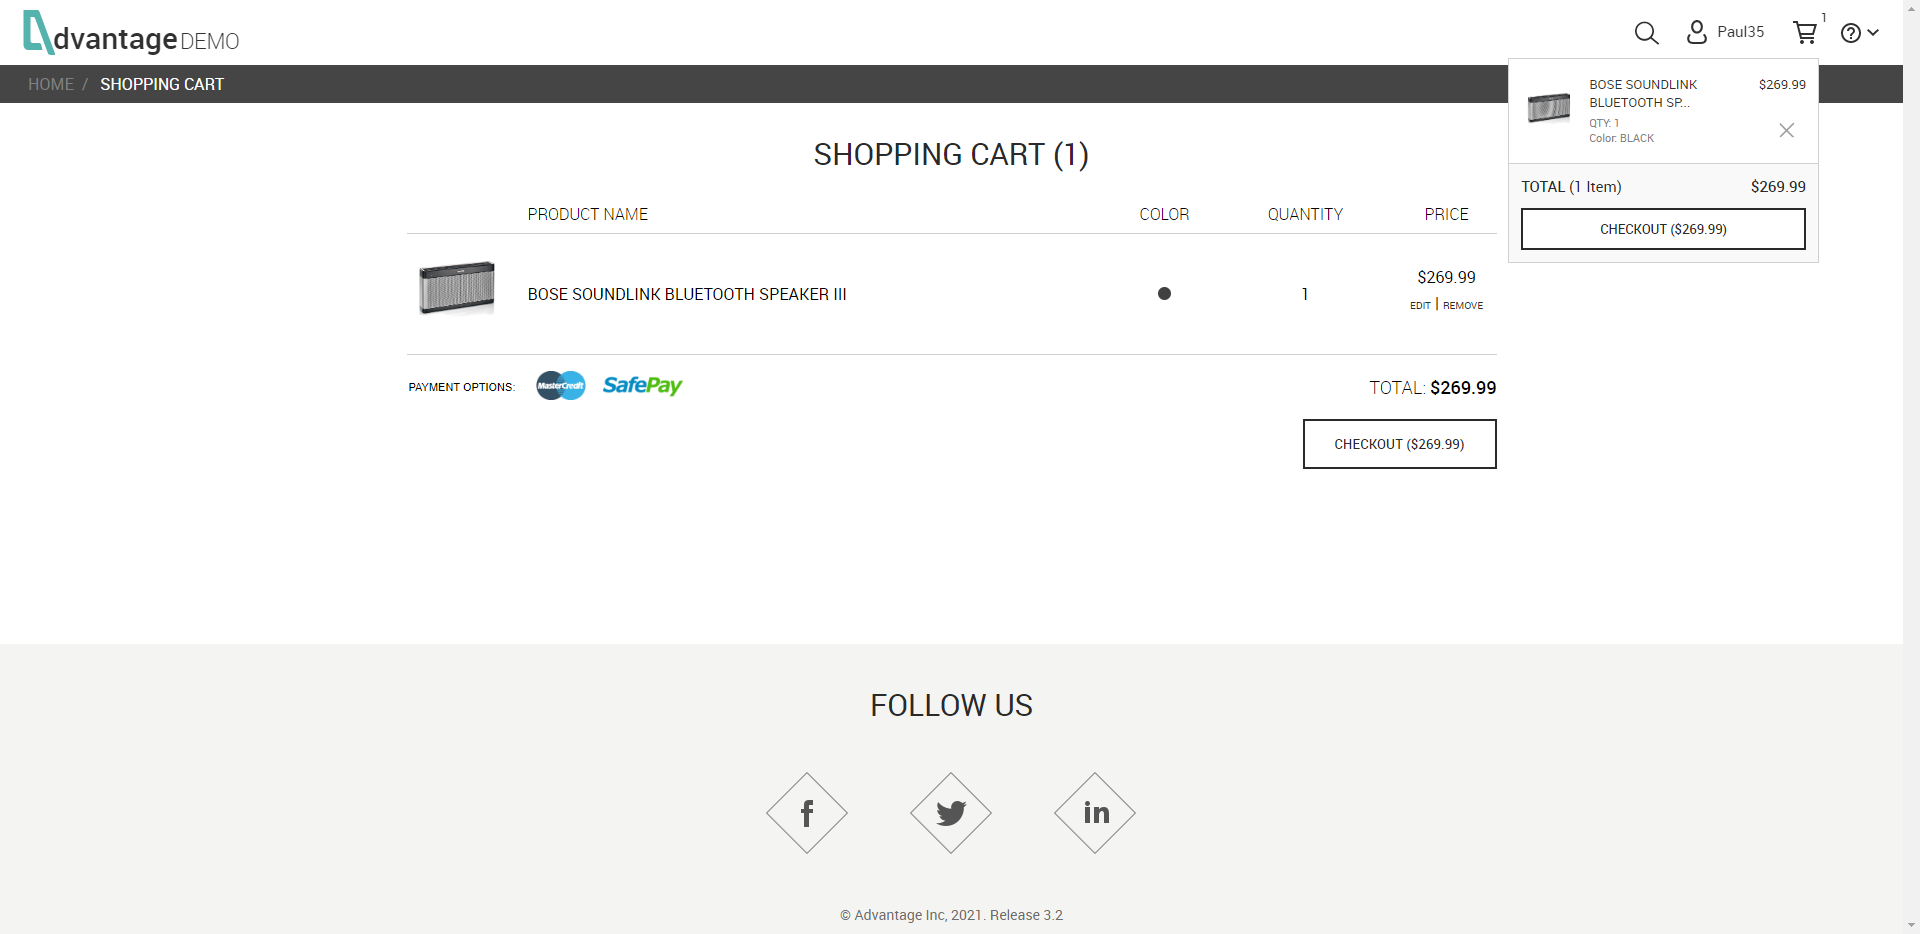 dvantage DEMO
Paul35
1
HOME / SHOPPING CART
BOSE SOUNDLINK
BLUETOOTH SP...
$269.99
QTY: 1
Color: BLACK
TOTAL (1 Item) $269.99
CHECKOUT ($269.99)
SHOPPING CART (1)
PRODUCT NAME COLOR QUANTITY PRICE
BOSE SOUNDLINK BLUETOOTH SPEAKER III 1 $269.99
EDIT | REMOVE
PAYMENT OPTIONS: MasterCredit SafePay TOTAL: $269.99
CHECKOUT ($269.99)
FOLLOW US
f
in
© Advantage Inc, 2021. Release 3.2